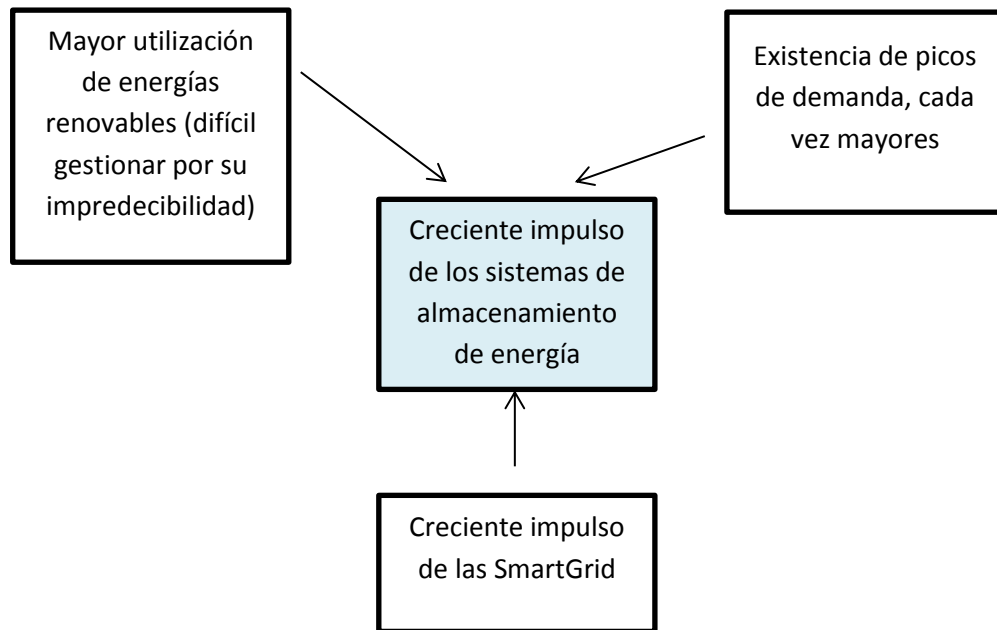 Mayor utilización
de energías
renovables (difícil
gestionar por su
impredecibilidad)
Existencia de picos
de demanda, cada
vez mayores
Creciente impulso
de los sistemas de
almacenamiento
de energía
Creciente impulso
de las SmartGrid